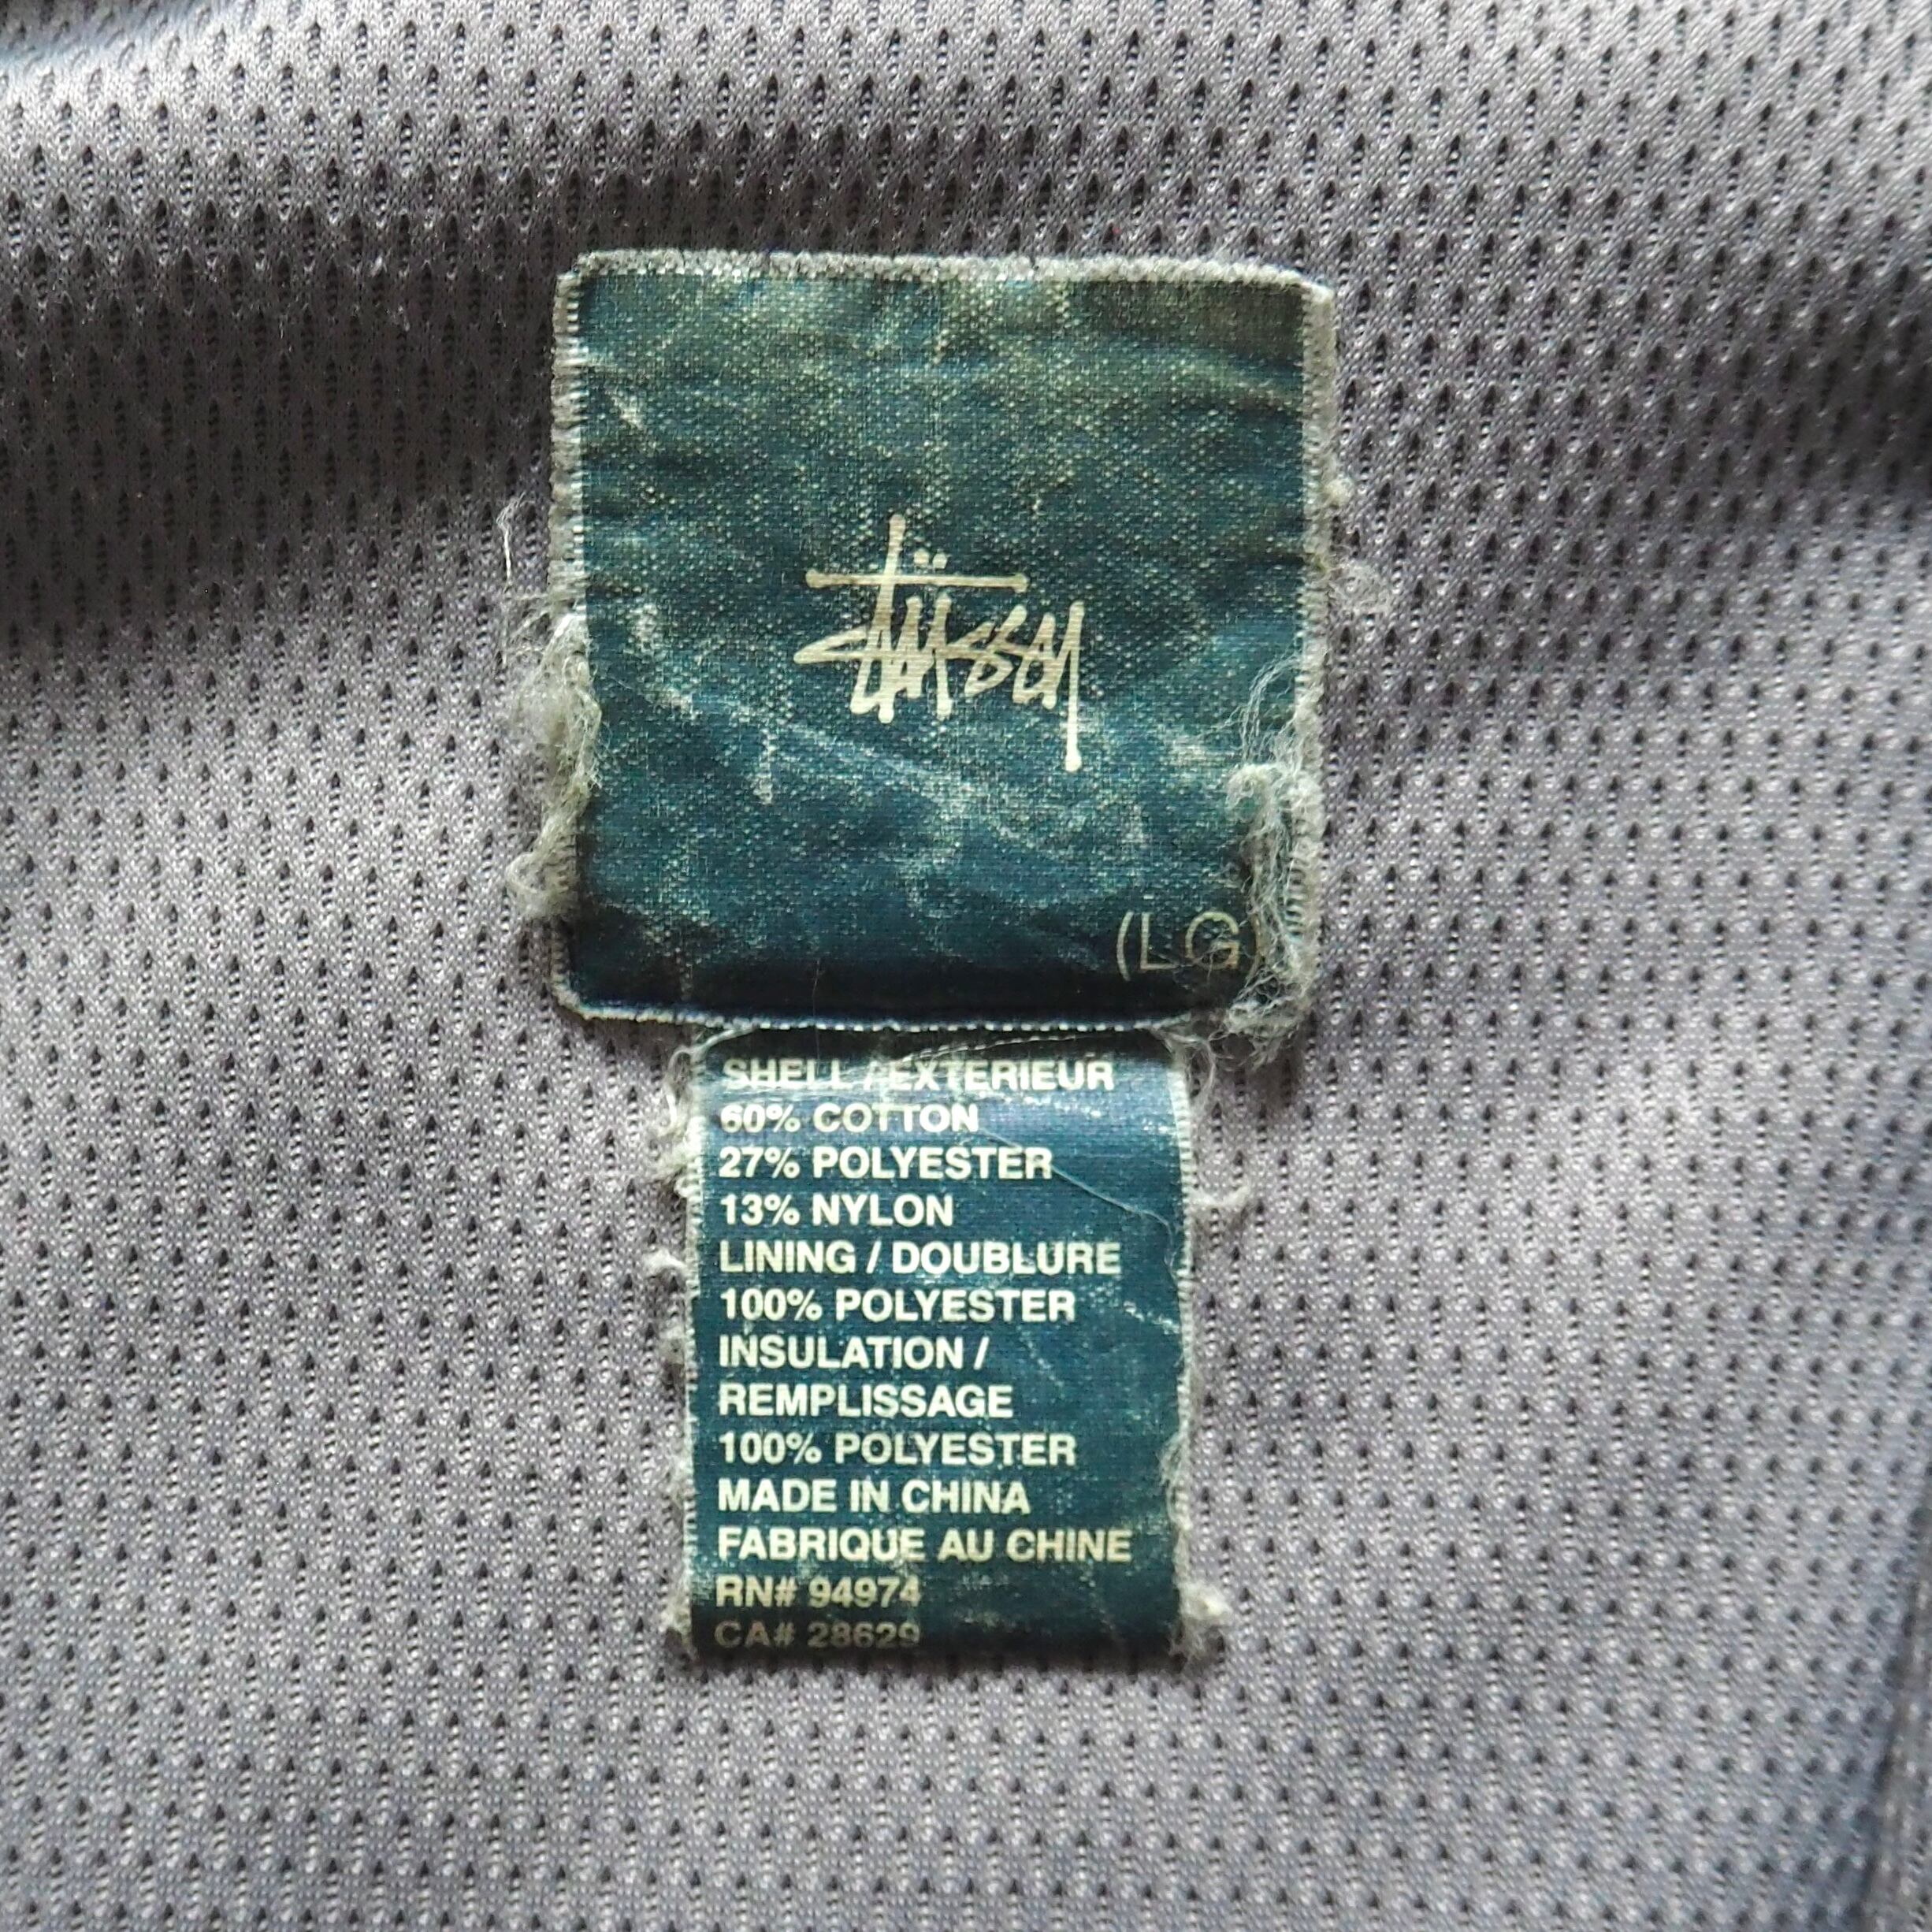 Stüssy
(LG)
SHELL / EXTERIEUR
60% COTTON
27% POLYESTER
13% NYLON
LINING / DOUBLURE
100% POLYESTER
INSULATION /
REMPLISSAGE
100% POLYESTER
MADE IN CHINA
FABRIQUE AU CHINE
RN# 94974
CA# 28629